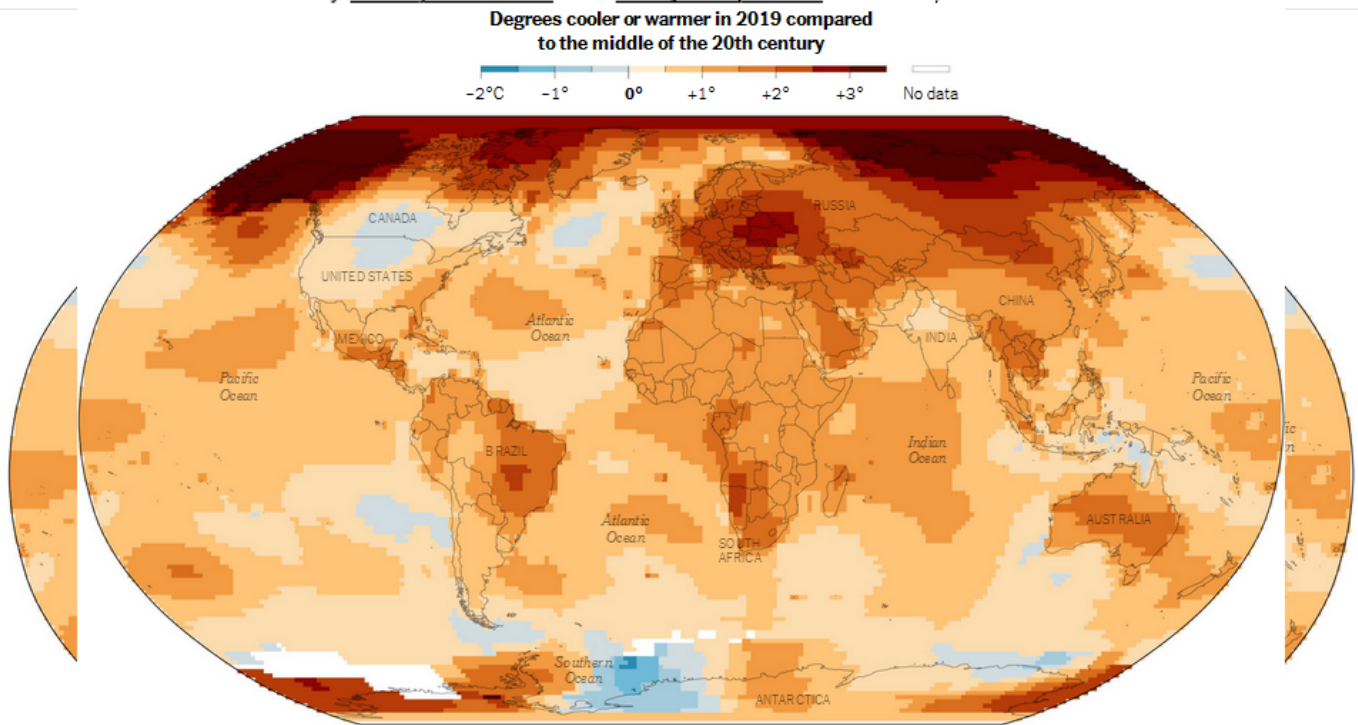 Degrees cooler or warmer in 2019 compared
to the middle of the 20th century
−2°C −1° 0° +1° +2° +3° No data
RUSSIA
CANADA
UNITED STATES
CHINA
Atlantic
Ocean
MEXICO
INDIA
Pacific
Ocean
Pacific
Ocean
ic
n
BRAZIL
Indian
Ocean
Atlantic
Ocean
AUSTRALIA
SOUTH
AFRICA
Southern
Ocean
ANTARCTICA